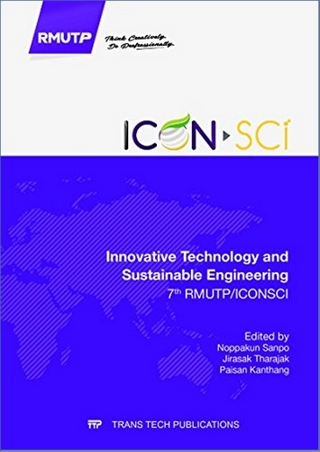 RMUTP
Think Creatively.
Do Professionally.
ICON SCi
Innovative Technology and
Sustainable Engineering
7th RMUTP/ICONSCI
Edited by
Noppakun Sanpo
Jirasak Tharajak
Paisan Kanthang
TTP TRANS TECH PUBLICATIONS